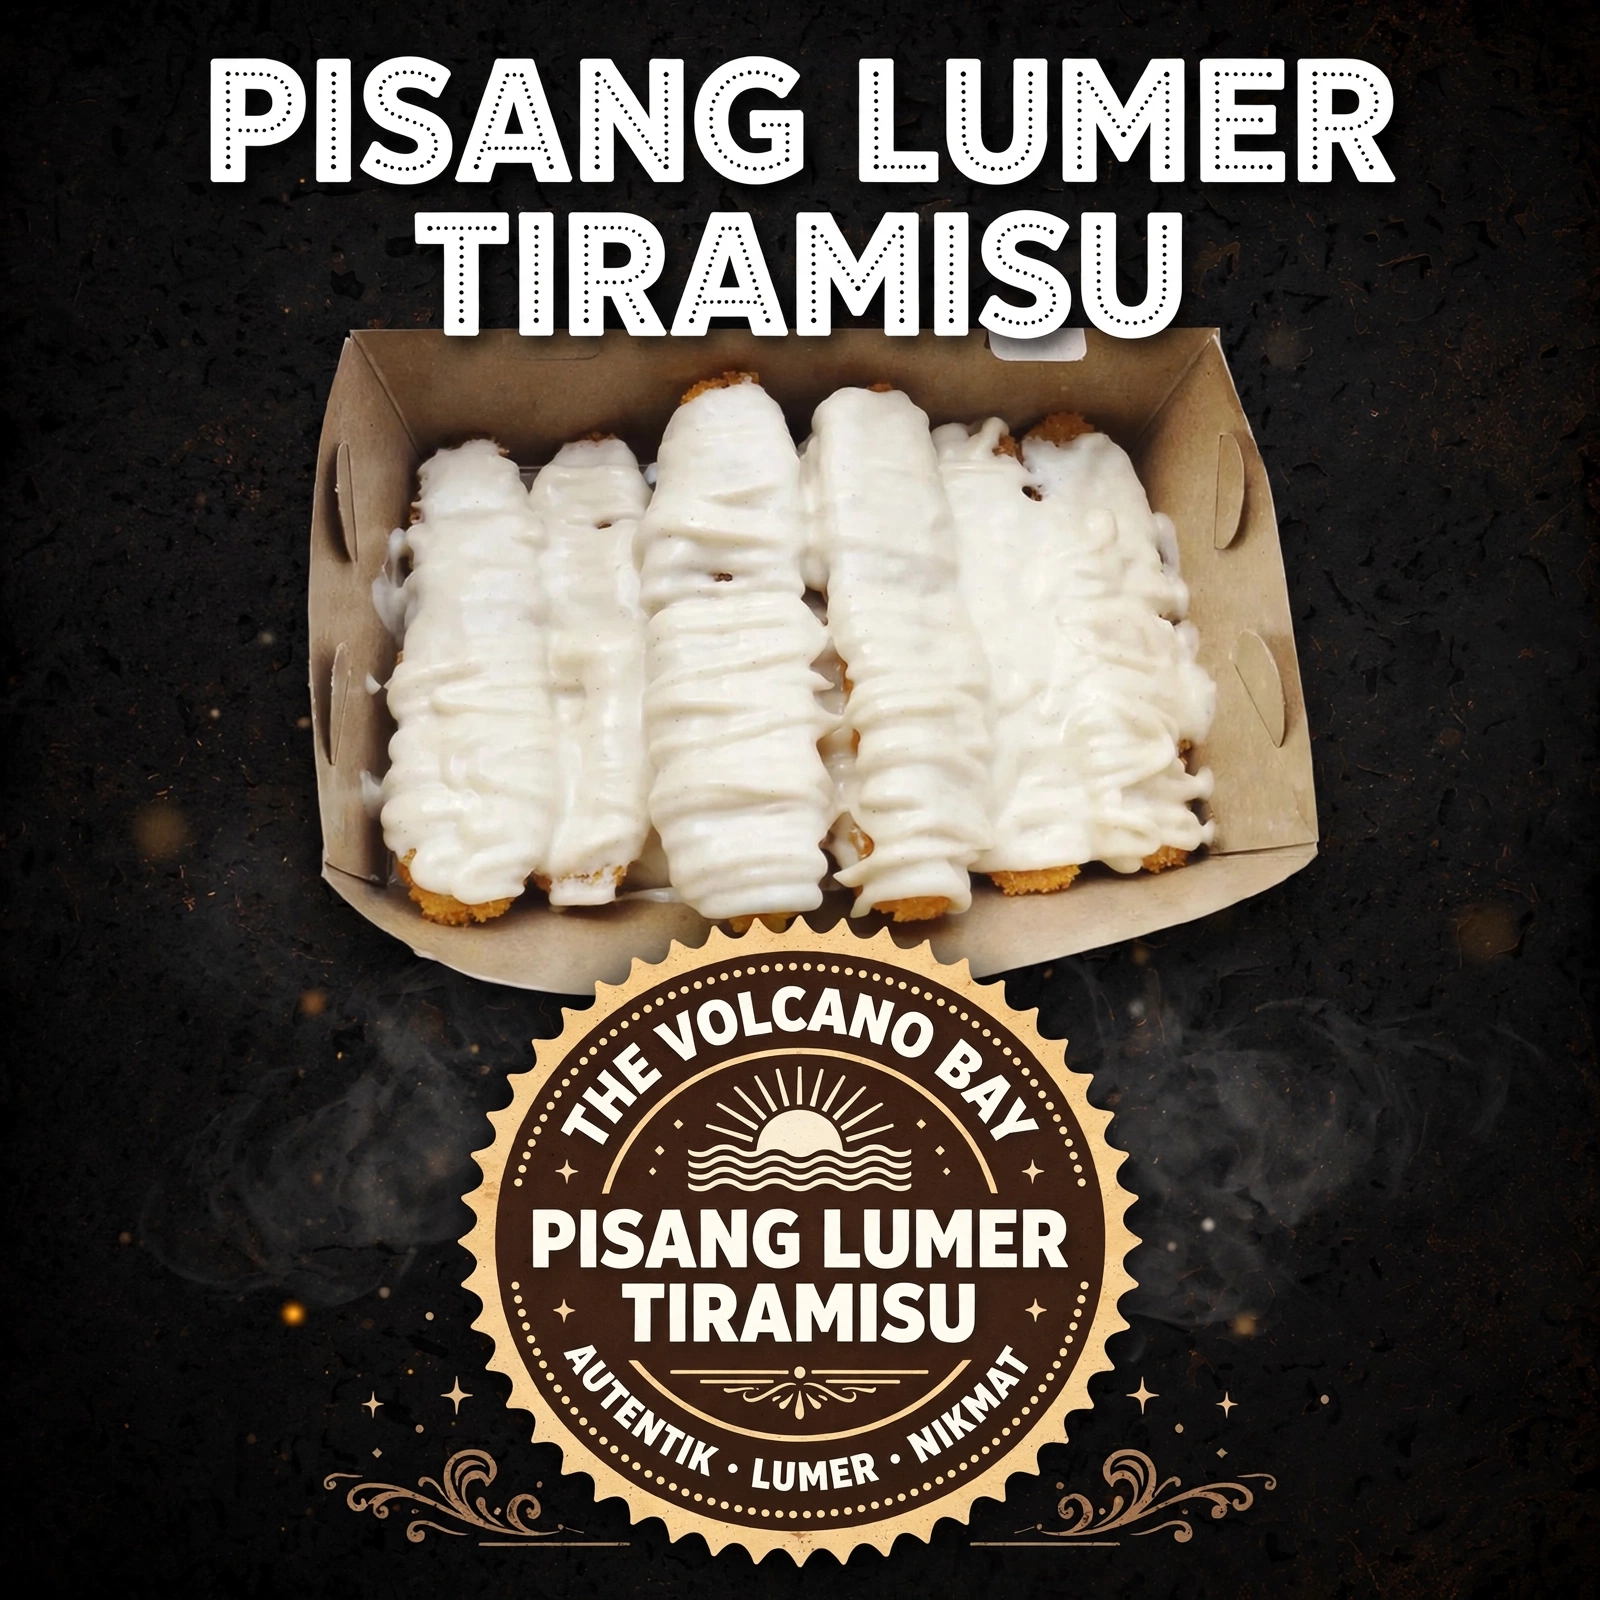 PISANG LUMER
TIRAMISU
THE VOLCANO BAY
PISANG LUMER
TIRAMISU
AUTENTIK • LUMER • NIKMAT